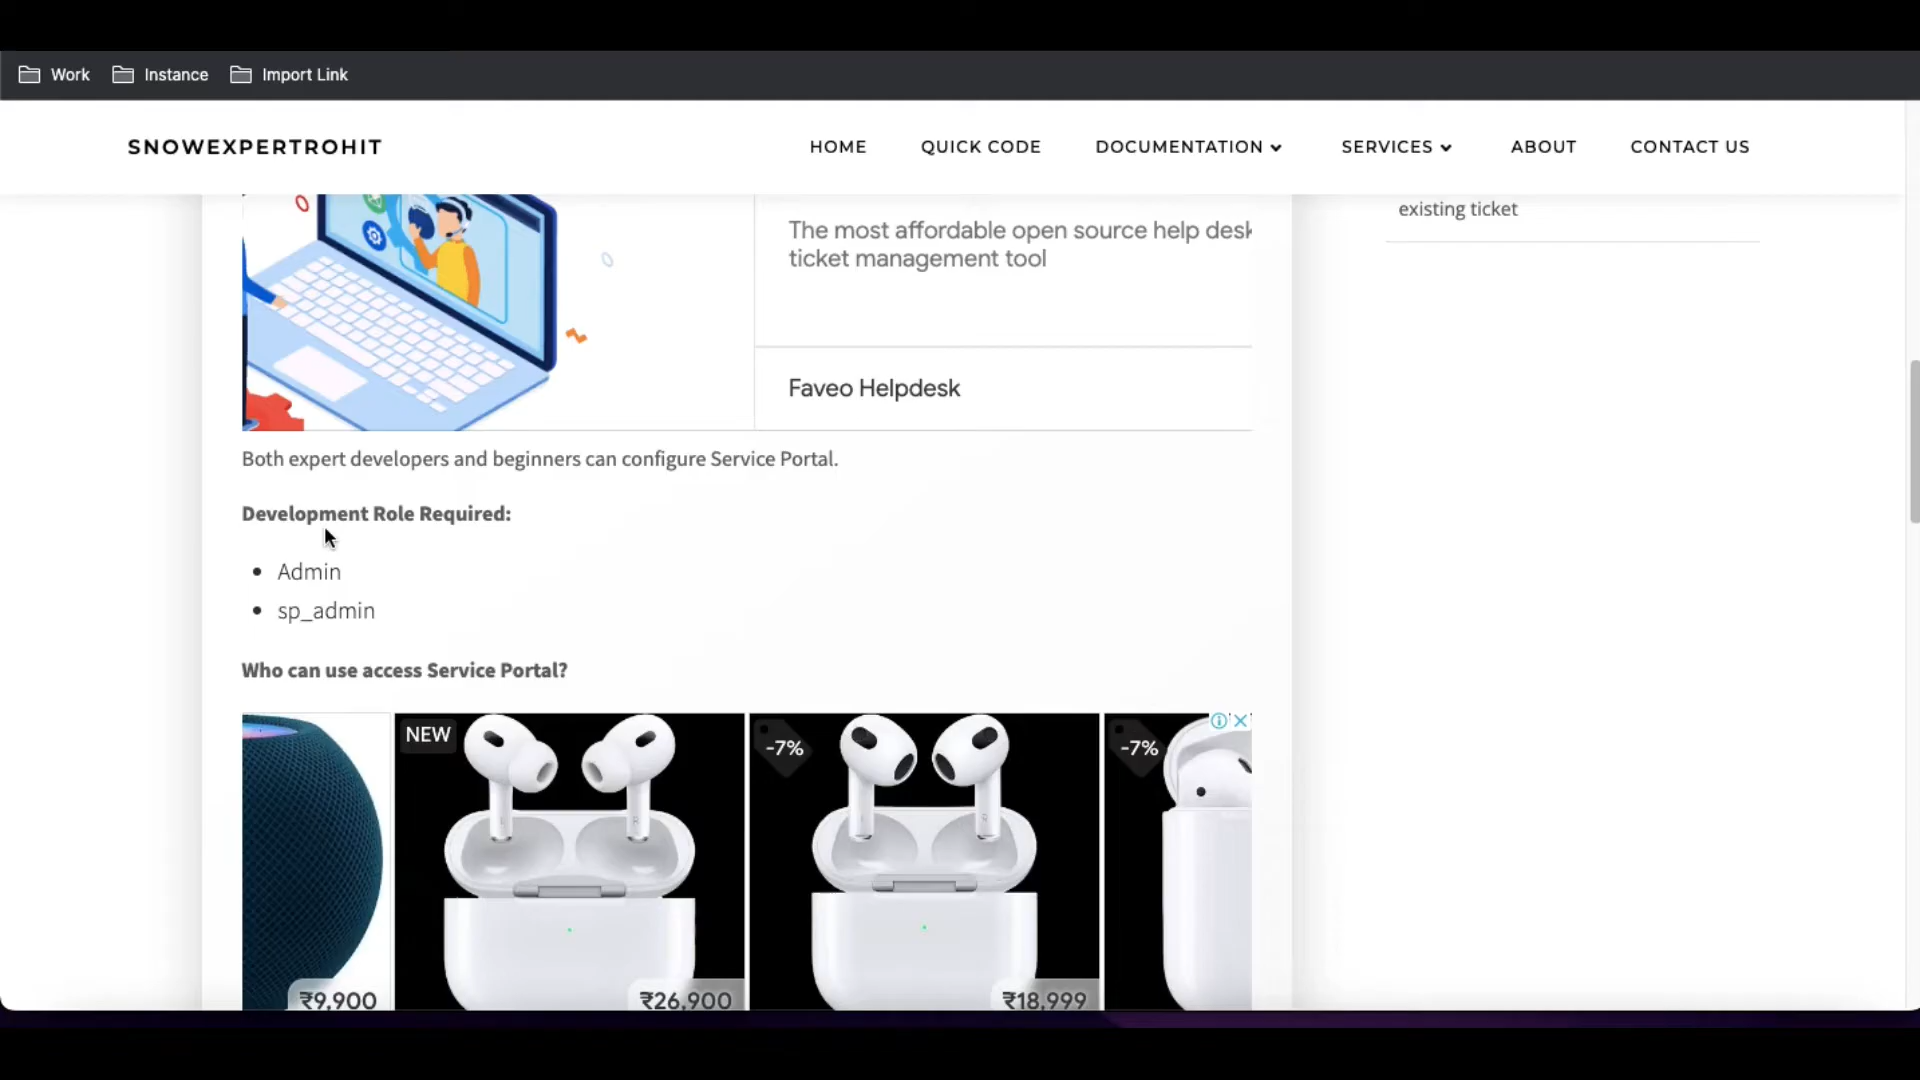 Work Instance Import Link
SNOWEXPERTROHIT
HOME QUICK CODE DOCUMENTATION SERVICES ABOUT CONTACT US
existing ticket
The most affordable open source help desk
ticket management tool
Faveo Helpdesk
Both expert developers and beginners can configure Service Portal.
Development Role Required:
• Admin
• sp_admin
Who can use access Service Portal?
NEW
-7%
-7%
₹9,900
₹26,900
₹18,999